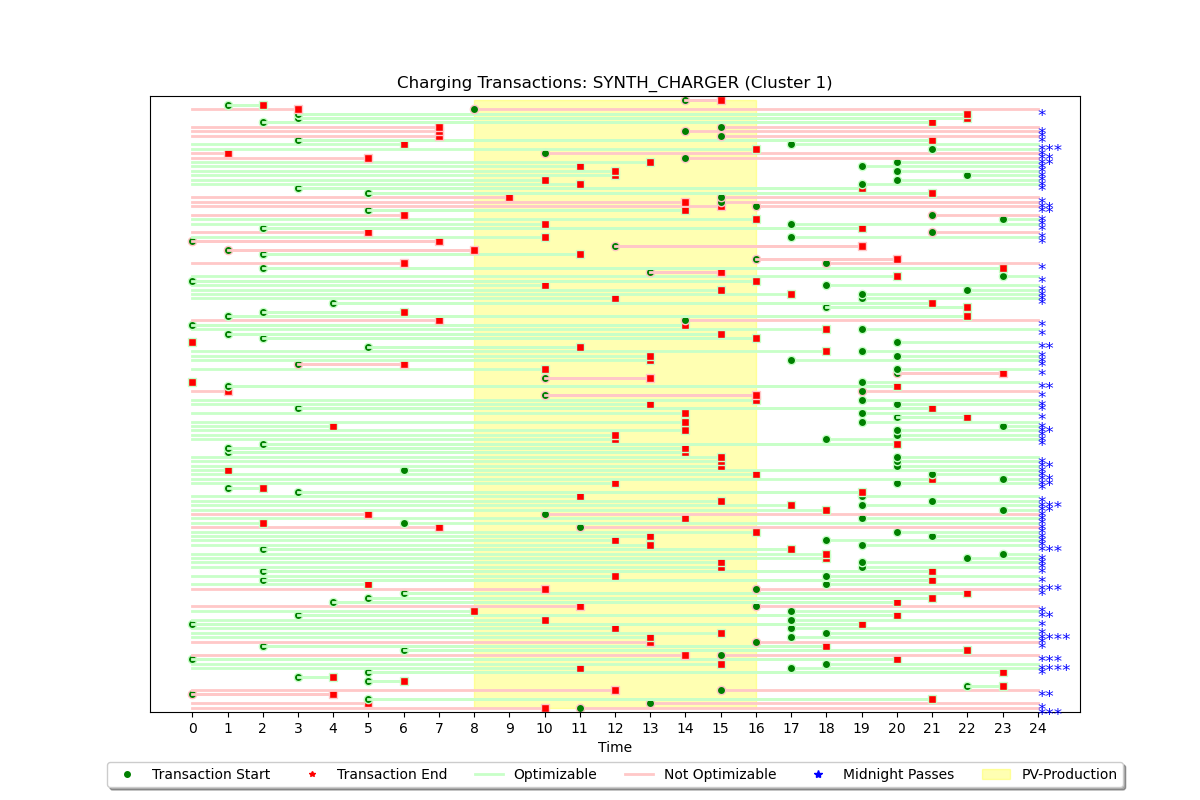 Charging Transactions: SYNTH_CHARGER (Cluster 1)
0 1 2 3 4 5 6 7 8 9 10 11 12 13 14 15 16 17 18 19 20 21 22 23 24
Time
Transaction Start Transaction End Optimizable Not Optimizable Midnight Passes PV-Production